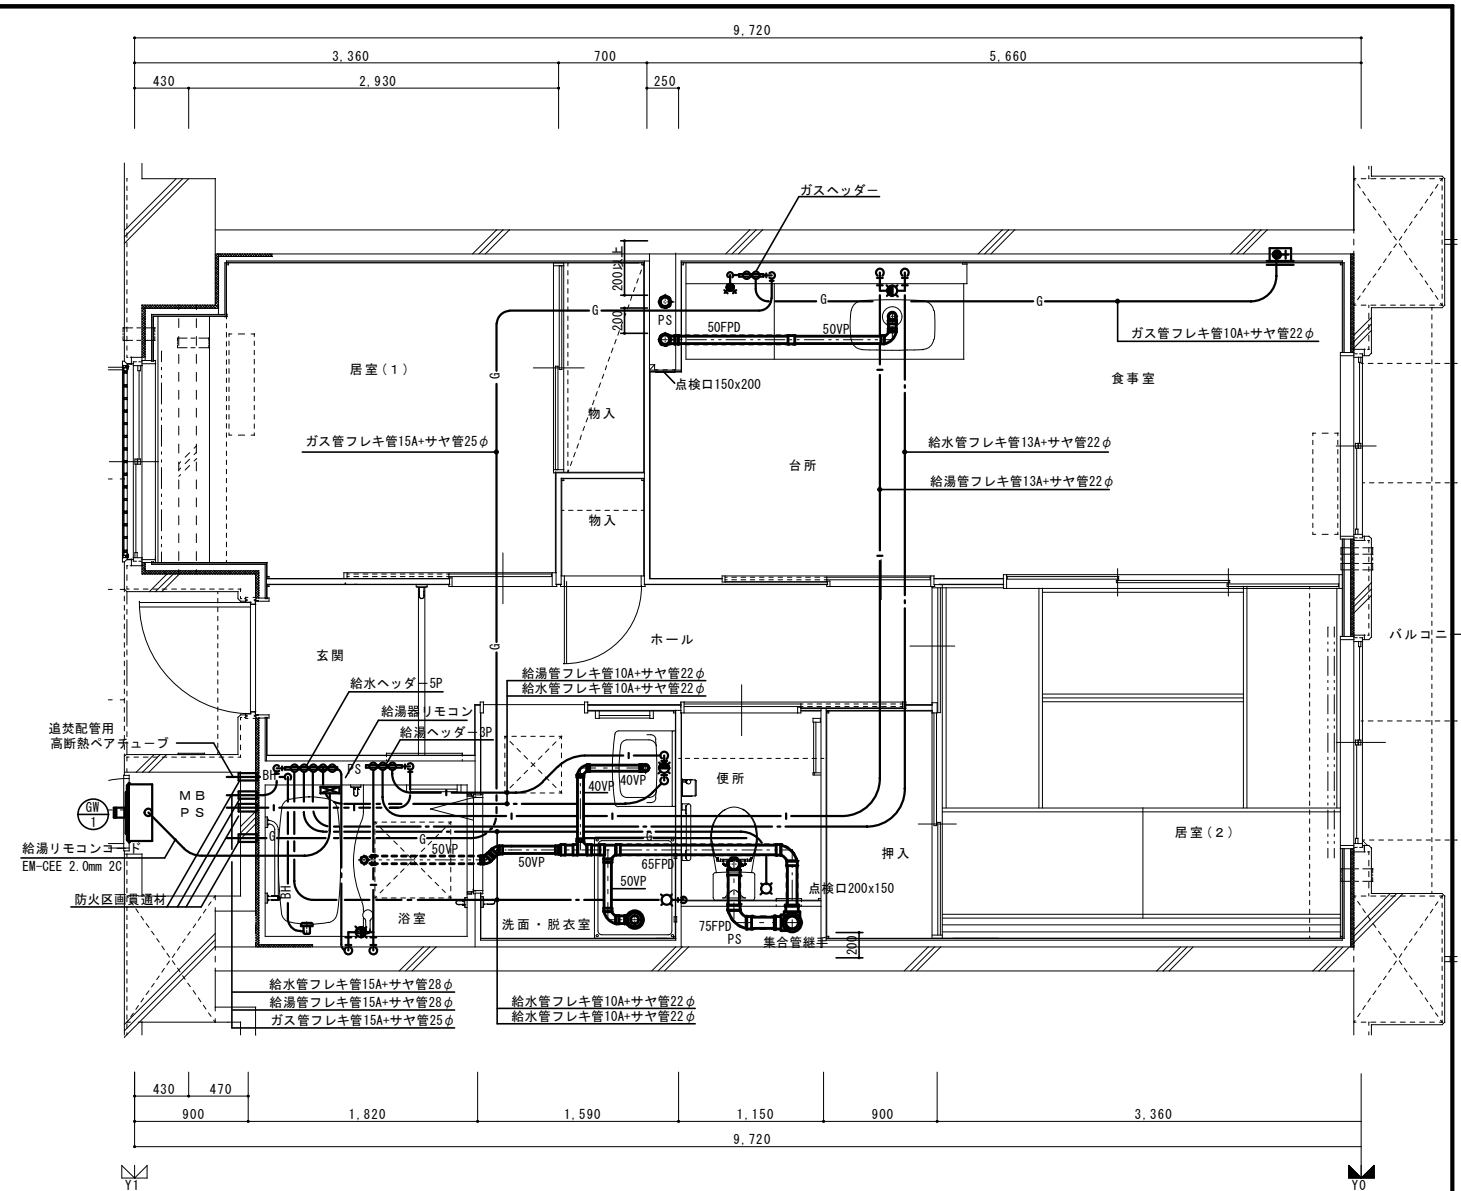 9,720
3,360
700
5,660
430
2,930
250
ガスヘッダー
200以上
200
PS
G
G
G
50FPD
50VP
ガス管フレキ管10A+サヤ管22φ
居室(1)
G
点検口150x200
食事室
物入
ガス管フレキ管15A+サヤ管25φ
給水管フレキ管13A+サヤ管22φ
台所
給湯管フレキ管13A+サヤ管22φ
物入
ホール
バルコニー
玄関
G
給湯管フレキ管10A+サヤ管22φ
給水管フレキ管10A+サヤ管22φ
給水ヘッダー5P
給湯器リモコン
給湯ヘッダー3P
追焚配管用
高断熱ペアチューブ
BH
PS
40VP
40VP
便所
MB
PS
GW
1
G
G
G
居室(2)
給湯リモコンコード
EM-CEE 2.0mm 2C
50VP
50VP
65FPD
押入
50VP
点検口200x150
BH
防火区画貫通材
浴室
洗面・脱衣室
75FPD
PS
集合管継手
200
給水管フレキ管15A+サヤ管28φ
給湯管フレキ管15A+サヤ管28φ
ガス管フレキ管15A+サヤ管25φ
給水管フレキ管10A+サヤ管22φ
給水管フレキ管10A+サヤ管22φ
430
470
900
1,820
1,590
1,150
900
3,360
9,720
Y1
Y0